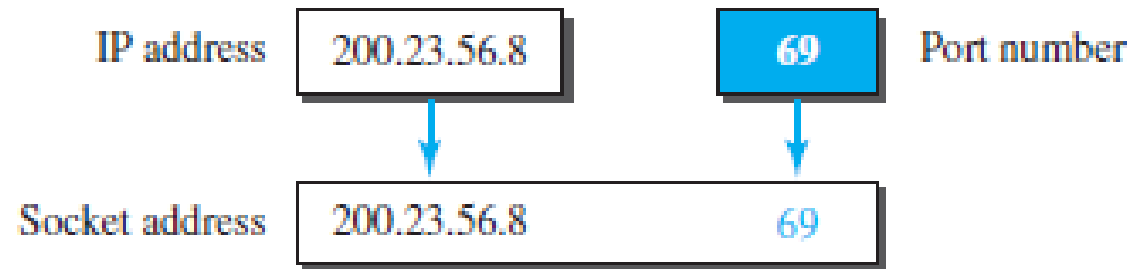 IP address 200.23.56.8 69 Port number
Socket address 200.23.56.8 69